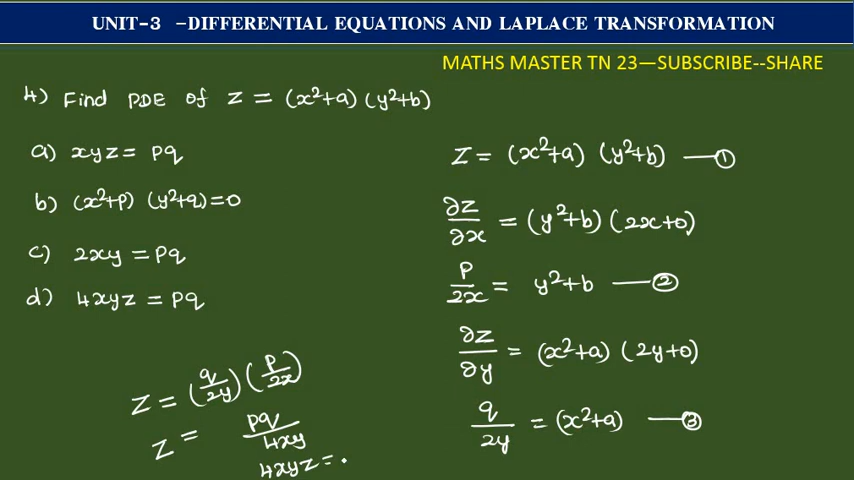 UNIT-3 –DIFFERENTIAL EQUATIONS AND LAPLACE TRANSFORMATION
MATHS MASTER TN 23—SUBSCRIBE--SHARE
4) Find PDE of z = (x²+a) (y²+b)
a) xyz = pq
b) (x²+p) (y²+q) = 0
c) 2xy = pq
d) 4xyz = pq
z = (q/2y) (p/2x)
z = pq/4xy
4xyz = .
z = (x²+a) (y²+b) —①
∂z/∂x = (y²+b) (2x+0)
p/2x = y²+b —②
∂z/∂y = (x²+a) (2y+0)
q/2y = (x²+a) —③